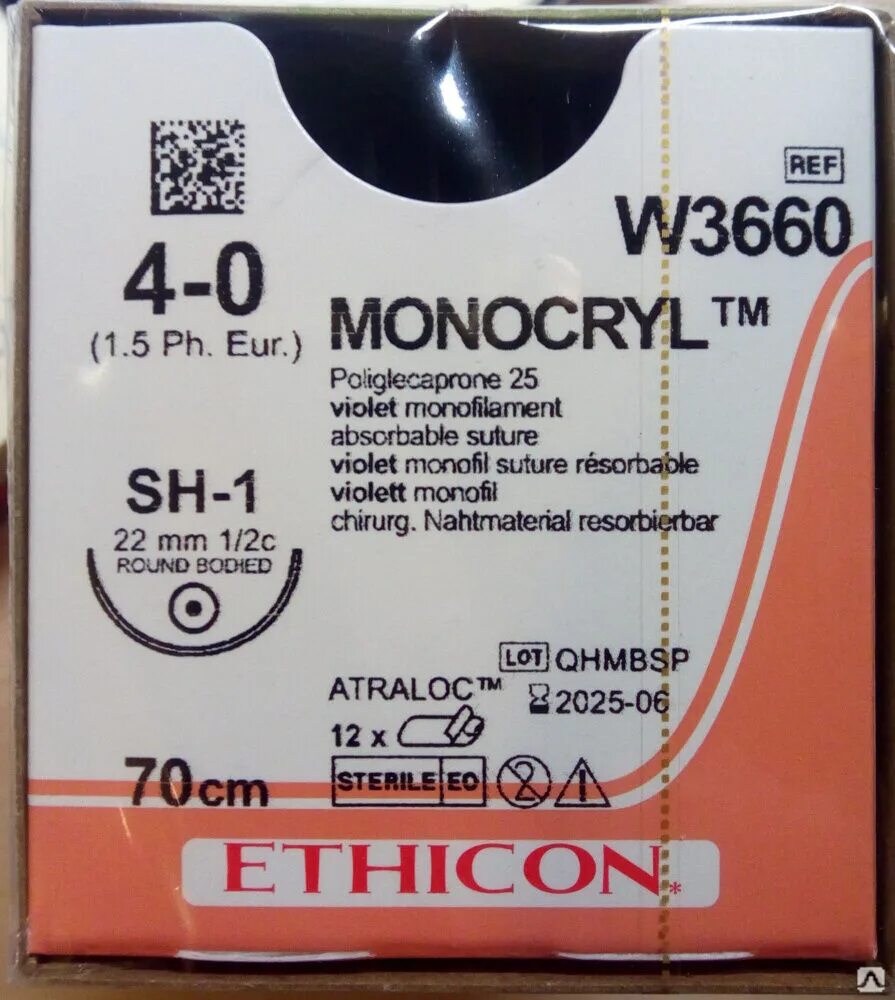 REF
W3660
4-0
(1.5 Ph. Eur.)
MONOCRYL™
Poliglecaprone 25
violet monofilament
absorbable suture
violet monofil suture résorbable
violett monofil
chirurg. Nahtmaterial resorbierbar
SH-1
22 mm 1/2c
ROUND BODIED
LOT QHMBSP
ATRALOC™
2025-06
12 x
70cm
STERILE EO
2
ETHICON*